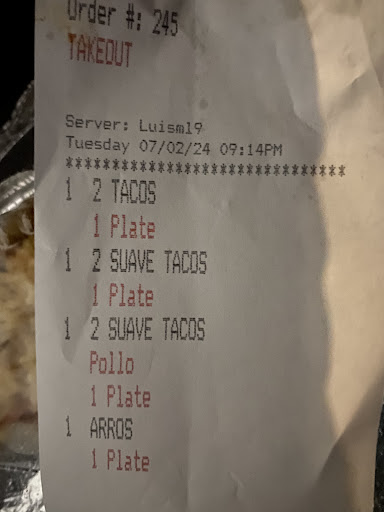 Order #: 245
TAKEOUT
Server: Luisml9
Tuesday 07/02/24 09:14PM
******************************
1 2 TACOS
1 Plate
1 2 SUAVE TACOS
1 Plate
1 2 SUAVE TACOS
Pollo
1 Plate
1 ARROS
1 Plate